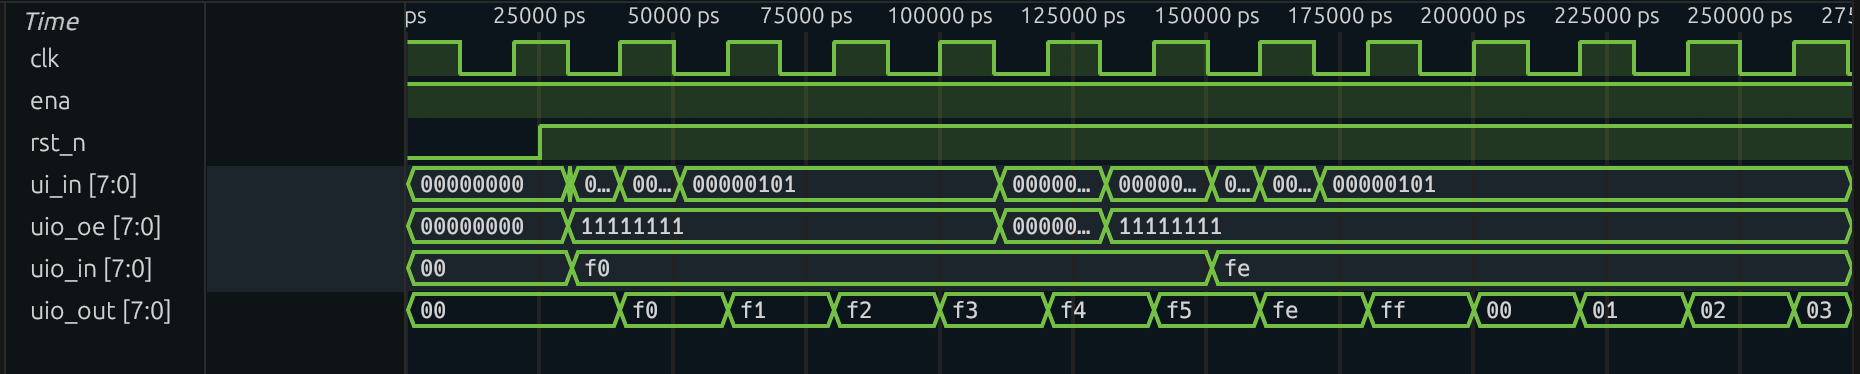 Time ps 25000 ps 50000 ps 75000 ps 100000 ps 125000 ps 150000 ps 175000 ps 200000 ps 225000 ps 250000 ps 275
clk
ena
rst_n
ui_in [7:0] 00000000 0… 00… 00000101 00000… 00000… 0… 00… 00000101
uio_oe [7:0] 00000000 11111111 00000… 11111111
uio_in [7:0] 00 f0 fe
uio_out [7:0] 00 f0 f1 f2 f3 f4 f5 fe ff 00 01 02 03